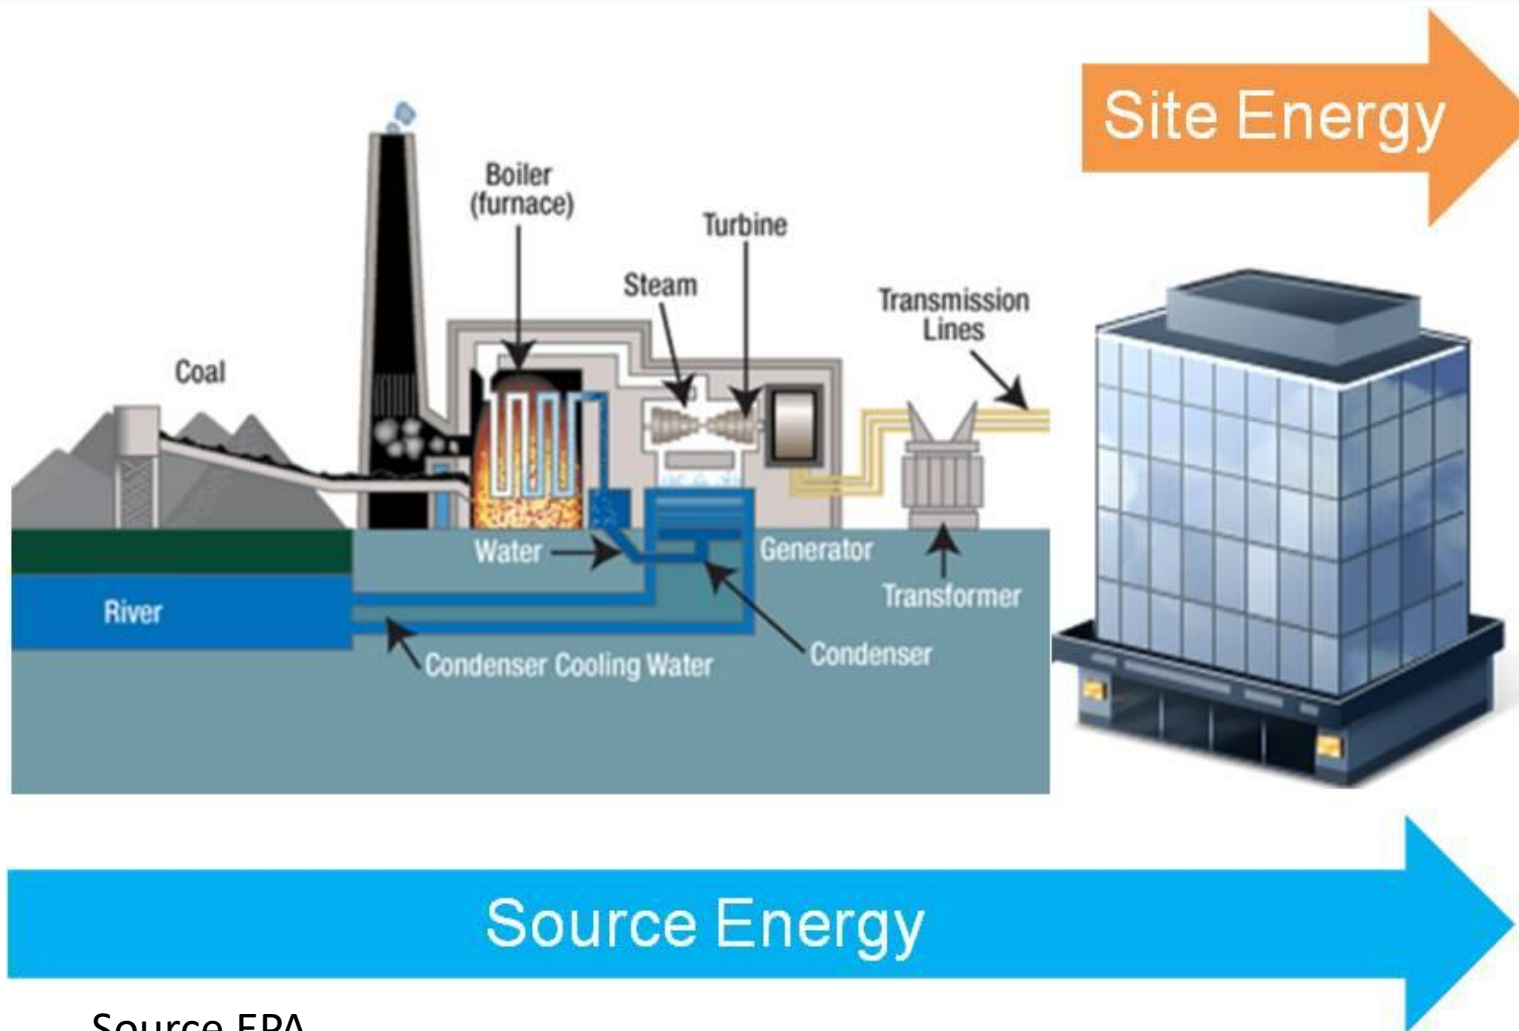 Site Energy
Boiler
(furnace)
Turbine
Steam
Transmission
Lines
Coal
Water
Generator
Transformer
River
Condenser Cooling Water
Condenser
Source Energy
Source EPA